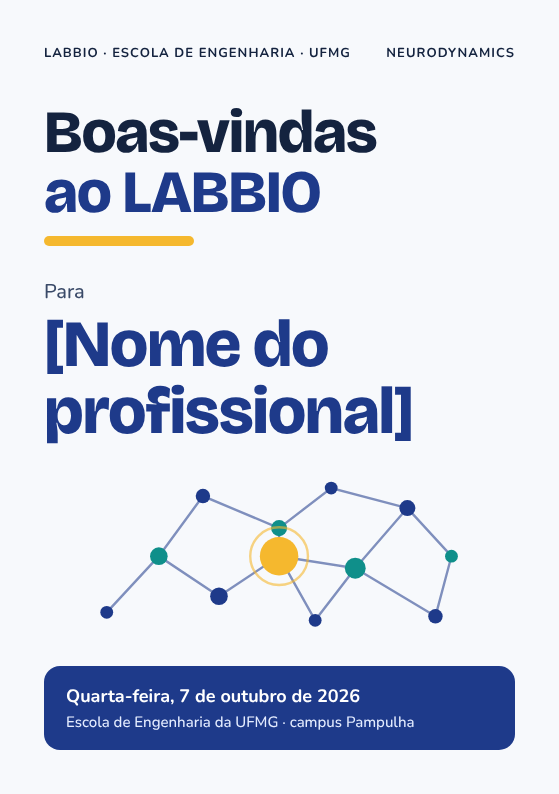 LABBIO · ESCOLA DE ENGENHARIA · UFMG NEURODYNAMICS
Boas-vindas
ao LABBIO
Para
[Nome do
profissional]
Quarta-feira, 7 de outubro de 2026
Escola de Engenharia da UFMG · campus Pampulha